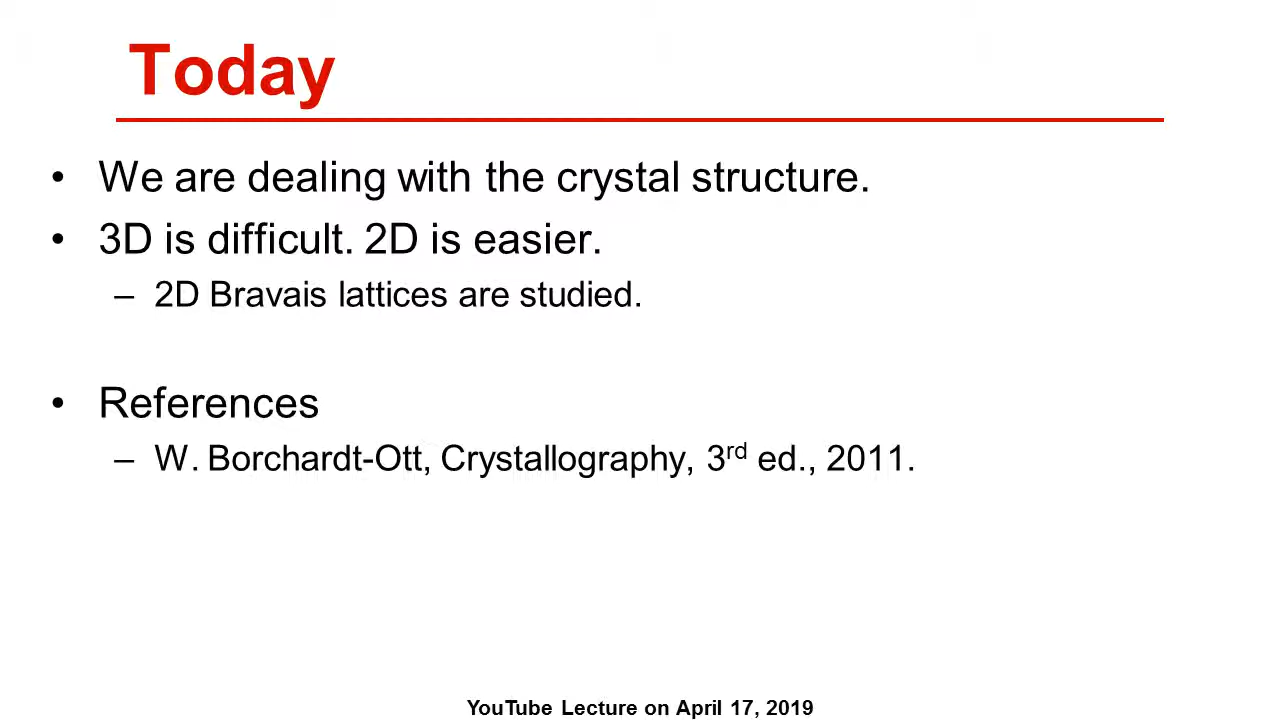 Today
• We are dealing with the crystal structure.
• 3D is difficult. 2D is easier.
– 2D Bravais lattices are studied.
• References
– W. Borchardt-Ott, Crystallography, 3rd ed., 2011.
YouTube Lecture on April 17, 2019